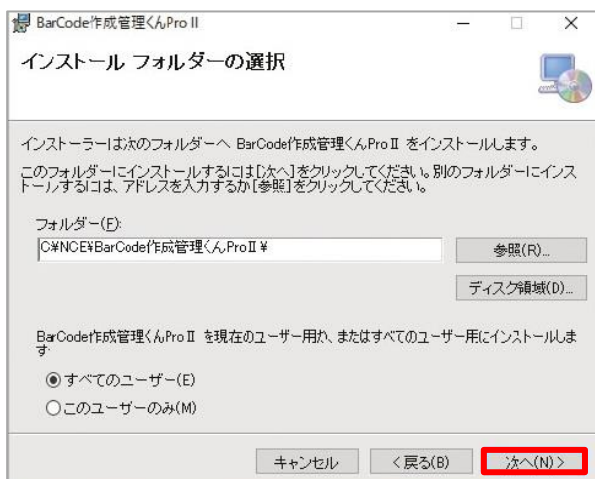 BarCode作成管理くんPro II
インストール フォルダーの選択
インストーラーは次のフォルダーへ BarCode作成管理くんProⅡ をインストールします。
このフォルダーにインストールするには[次へ]をクリックしてください。別のフォルダーにインス
トールするには、アドレスを入力するか[参照]をクリックしてください。
フォルダー(F):
C¥NCE¥BarCode作成管理くんProⅡ¥
参照(R)...
ディスク領域(D)...
BarCode作成管理くんProⅡ を現在のユーザー用か、またはすべてのユーザー用にインストールしま
す
すべてのユーザー(E)
このユーザーのみ(M)
キャンセル
<戻る(B)
次へ(N)>